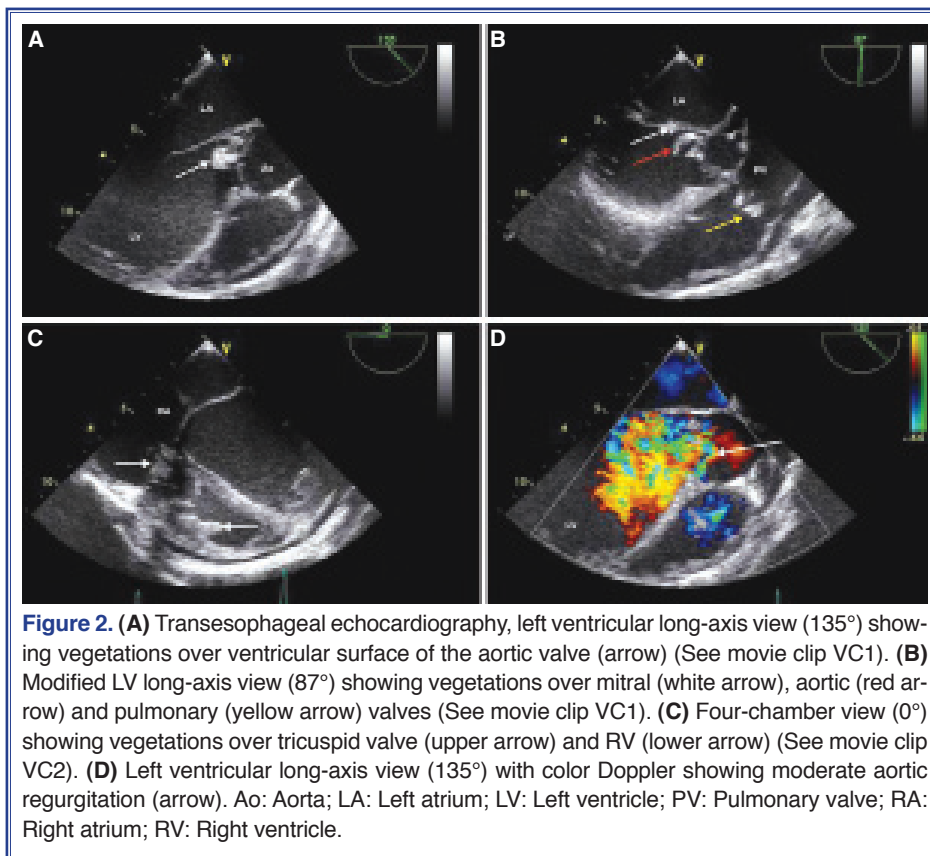 A
B
V
V
LA
LA
LV
C
D
V
V
Figure 2. (A) Transesophageal echocardiography, left ventricular long-axis view (135°) show-
ing vegetations over ventricular surface of the aortic valve (arrow) (See movie clip VC1). (B)
Modified LV long-axis view (87°) showing vegetations over mitral (white arrow), aortic (red ar-
row) and pulmonary (yellow arrow) valves (See movie clip VC1). (C) Four-chamber view (0°)
showing vegetations over tricuspid valve (upper arrow) and RV (lower arrow) (See movie clip
VC2). (D) Left ventricular long-axis view (135°) with color Doppler showing moderate aortic
regurgitation (arrow). Ao: Aorta; LA: Left atrium; LV: Left ventricle; PV: Pulmonary valve; RA:
Right atrium; RV: Right ventricle.